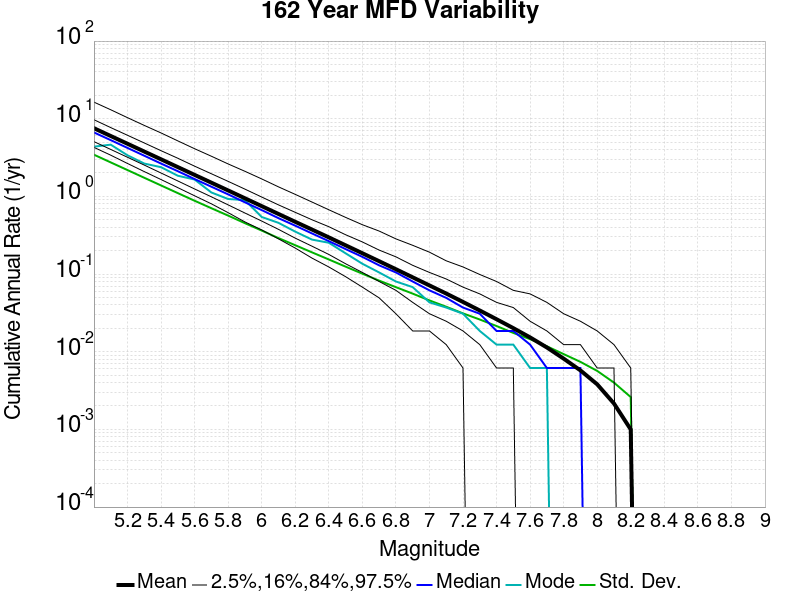 162 Year MFD Variability
10 2
10 1
10 0
10 -1
10 -2
10 -3
10 -4
Cumulative Annual Rate (1/yr)
5.2 5.4 5.6 5.8 6 6.2 6.4 6.6 6.8 7 7.2 7.4 7.6 7.8 8 8.2 8.4 8.6 8.8 9
Magnitude
Mean 2.5%,16%,84%,97.5% Median Mode Std. Dev.